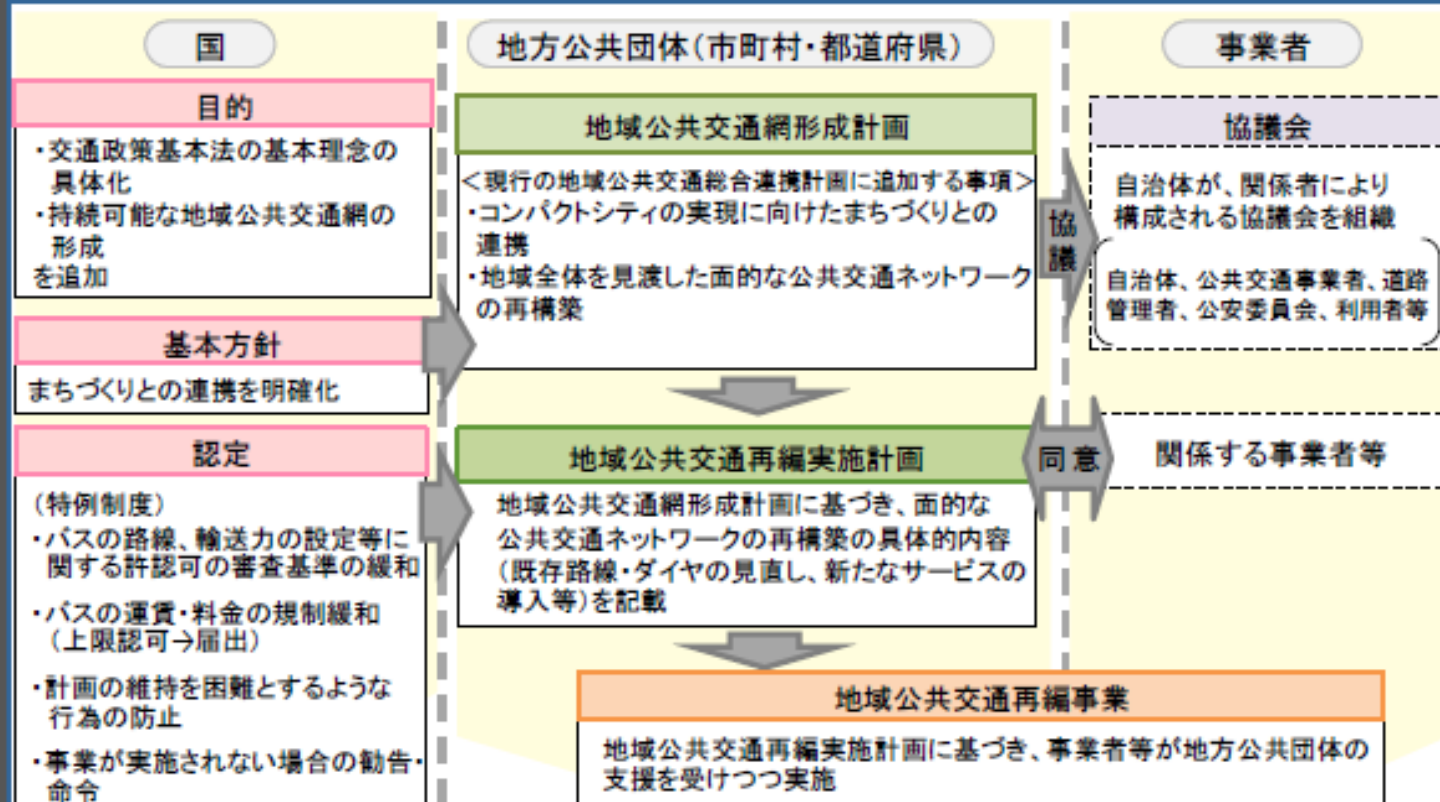 国
目的
・交通政策基本法の基本理念の
具体化
・持続可能な地域公共交通網の
形成
を追加
基本方針
まちづくりとの連携を明確化
認定
（特例制度）
・バスの路線、輸送力の設定等に
関する許認可の審査基準の緩和
・バスの運賃・料金の規制緩和
（上限認可→届出）
・計画の維持を困難とするような
行為の防止
・事業が実施されない場合の勧告・
命令
地方公共団体（市町村・都道府県）
地域公共交通網形成計画
＜現行の地域公共交通総合連携計画に追加する事項＞
・コンパクトシティの実現に向けたまちづくりとの
連携
・地域全体を見渡した面的な公共交通ネットワーク
の再構築
地域公共交通再編実施計画
地域公共交通網形成計画に基づき、面的な
公共交通ネットワークの再構築の具体的内容
（既存路線・ダイヤの見直し、新たなサービスの
導入等）を記載
協議
同意
事業者
協議会
自治体が、関係者により
構成される協議会を組織
自治体、公共交通事業者、道路
管理者、公安委員会、利用者等
関係する事業者等
地域公共交通再編事業
地域公共交通再編実施計画に基づき、事業者等が地方公共団体の
支援を受けつつ実施